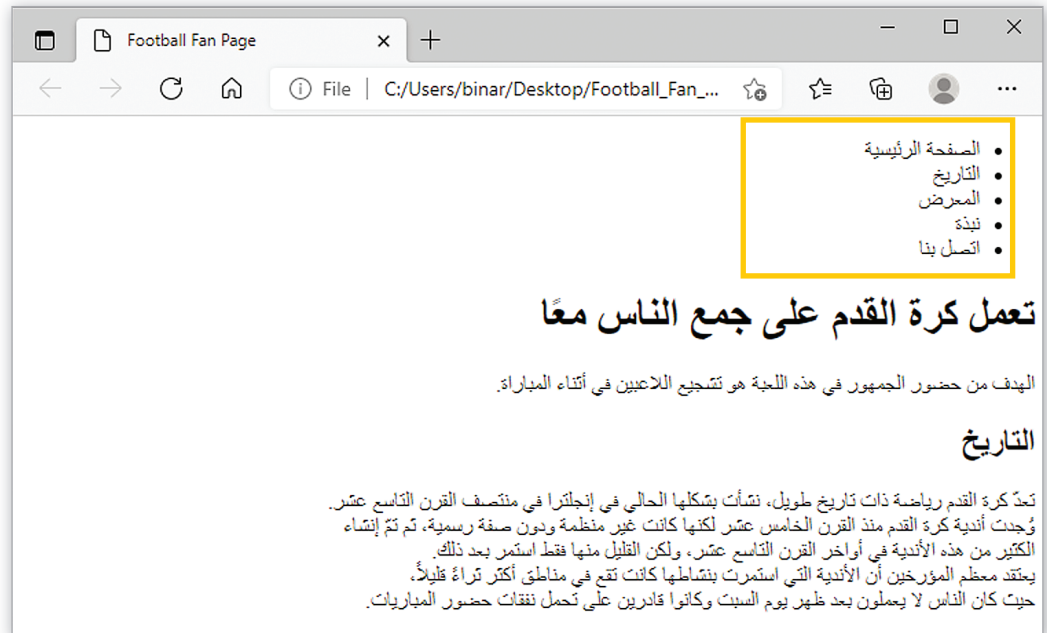 Football Fan Page
File
C:/Users/binar/Desktop/Football_Fan_...
الصفحة الرئيسية
التاريخ
المعرض
نبذة
اتصل بنا
تعمل كرة القدم على جمع الناس معًا
الهدف من حضور الجمهور في هذه اللعبة هو تشجيع اللاعبين في أثناء المباراة.
التاريخ
تعدّ كرة القدم رياضة ذات تاريخ طويل، نشأت بشكلها الحالي في إنجلترا في منتصف القرن التاسع عشر.
وُجدت أندية كرة القدم منذ القرن الخامس عشر لكنها كانت غير منظمة ودون صفة رسمية، ثم تمّ إنشاء
الكثير من هذه الأندية في أواخر القرن التاسع عشر، ولكن القليل منها فقط استمر بعد ذلك.
يعتقد معظم المؤرخين أن الأندية التي استمرت بنشاطها كانت تقع في مناطق أكثر ثراءً قليلاً،
حيث كان الناس لا يعملون بعد ظهر يوم السبت وكانوا قادرين على تحمل نفقات حضور المباريات.